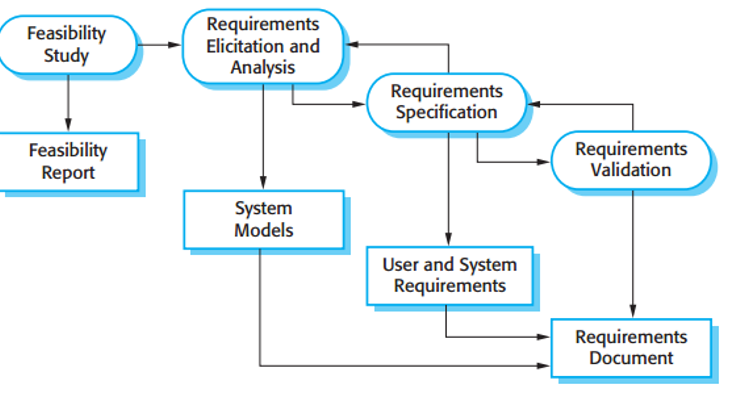 Feasibility
Study
Requirements
Elicitation and
Analysis
Requirements
Specification
Requirements
Validation
Feasibility
Report
System
Models
User and System
Requirements
Requirements
Document